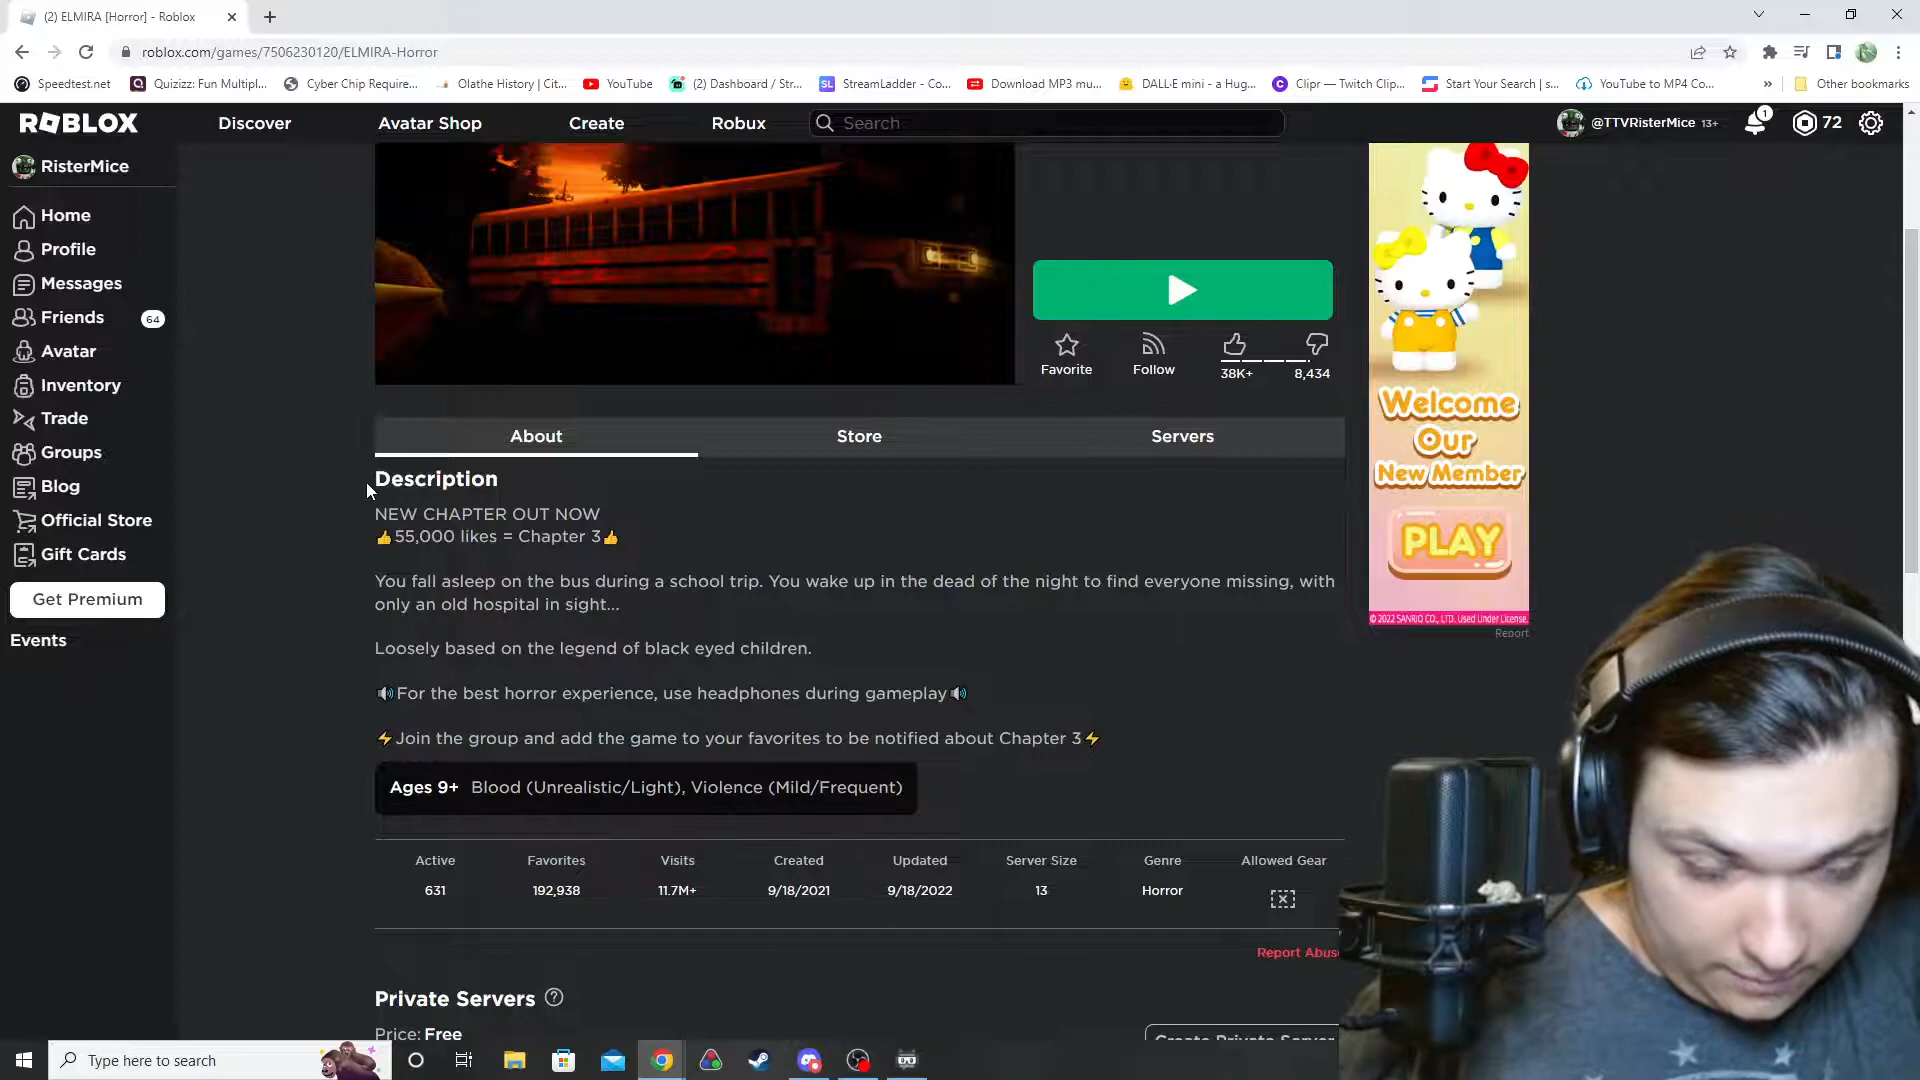 (2) ELMIRA [Horror] - Roblox
roblox.com/games/7506230120/ELMIRA-Horror
Speedtest.net
Quizizz: Fun Multipl...
Cyber Chip Require...
Olathe History | Cit...
YouTube
(2) Dashboard / Str...
StreamLadder - Co...
Download MP3 mu...
DALL·E mini - a Hug...
Clipr — Twitch Clip...
Start Your Search | s...
YouTube to MP4 Co...
»
Other bookmarks
ROBLOX
Discover
Avatar Shop
Create
Robux
Search
@TTVRisterMice 13+
1
72
RisterMice
Home
Profile
Messages
Friends
64
Avatar
Inventory
Trade
Groups
Blog
Official Store
Gift Cards
Get Premium
Events
Favorite
Follow
38K+
8,434
About
Store
Servers
Description
NEW CHAPTER OUT NOW
👍55,000 likes = Chapter 3👍
You fall asleep on the bus during a school trip. You wake up in the dead of the night to find everyone missing, with
only an old hospital in sight...
Loosely based on the legend of black eyed children.
🔊For the best horror experience, use headphones during gameplay🔊
⚡Join the group and add the game to your favorites to be notified about Chapter 3⚡
Ages 9+ Blood (Unrealistic/Light), Violence (Mild/Frequent)
Active
Favorites
Visits
Created
Updated
Server Size
Genre
Allowed Gear
631
192,938
11.7M+
9/18/2021
9/18/2022
13
Horror
Report Abus
Private Servers
Price: Free
Create Private Server
Welcome
Our
New Member
PLAY
© 2022 SANRIO CO., LTD. Used Under License.
Report
Type here to search